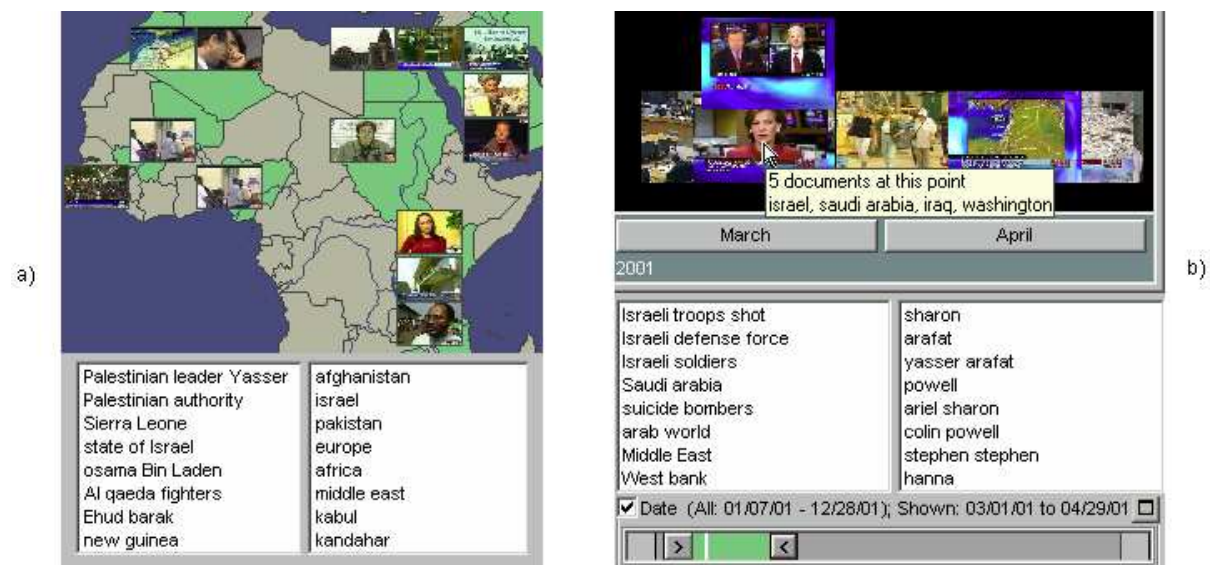 a)
Palestinian leader Yasser
Palestinian authority
Sierra Leone
state of Israel
osama Bin Laden
Al qaeda fighters
Ehud barak
new guinea
afghanistan
israel
pakistan
europe
africa
middle east
kabul
kandahar
5 documents at this point
israel, saudi arabia, iraq, washington
March
April
2001
b)
Israeli troops shot
Israeli defense force
Israeli soldiers
Saudi arabia
suicide bombers
arab world
Middle East
West bank
sharon
arafat
yasser arafat
powell
ariel sharon
colin powell
stephen stephen
hanna
Date (All: 01/07/01 - 12/28/01); Shown: 03/01/01 to 04/29/01